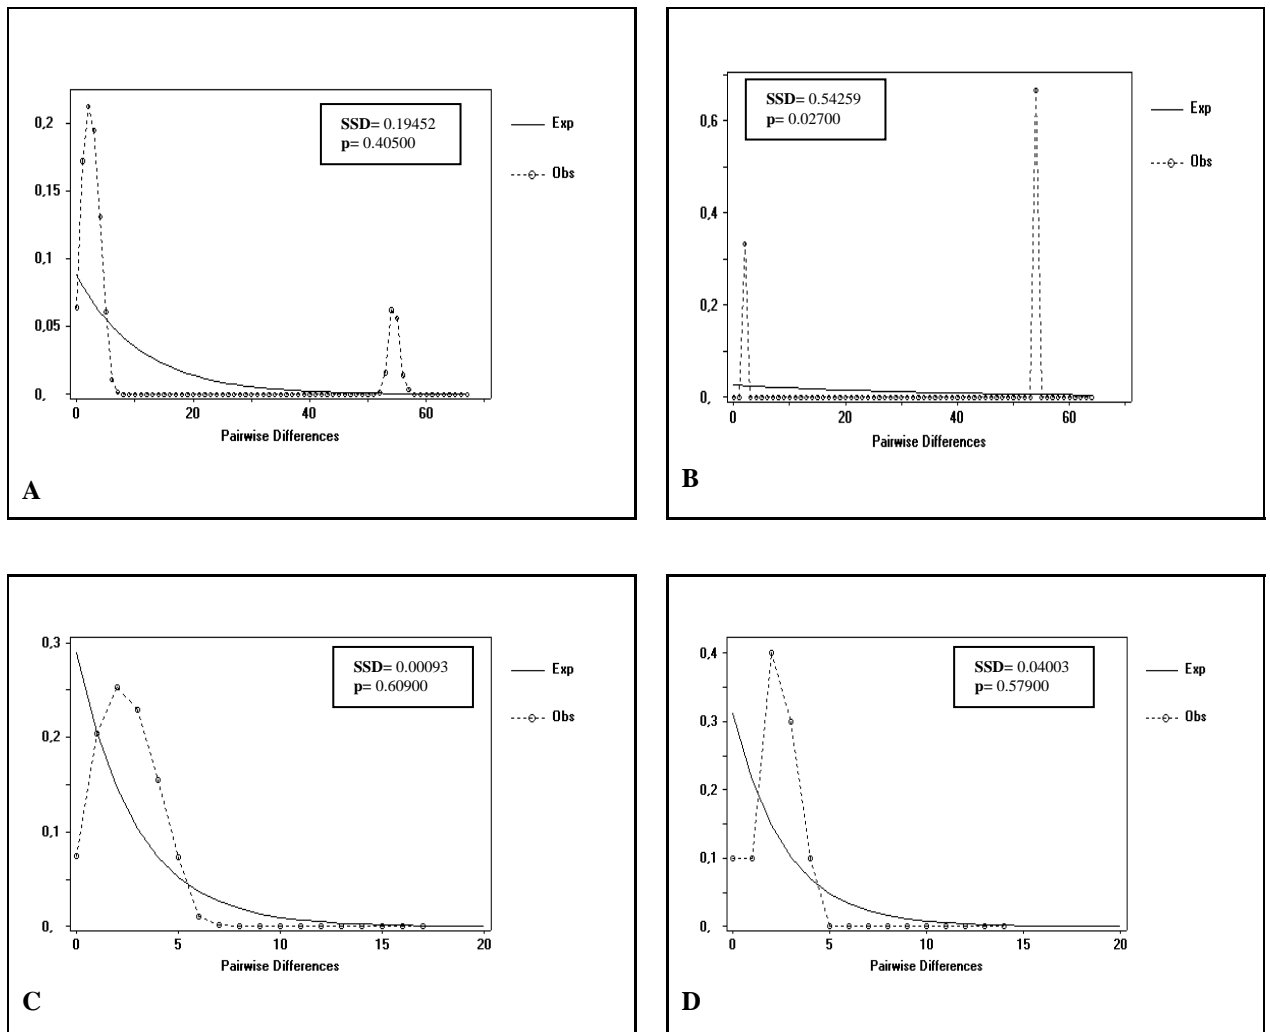 SSD= 0.19452
p= 0.40500
Exp
Obs
0,2
0,15
0,1
0,05
0,
0 20 40 60
Pairwise Differences
A
SSD= 0.54259
p= 0.02700
Exp
Obs
0,6
0,4
0,2
0,
0 20 40 60
Pairwise Differences
B
SSD= 0.00093
p= 0.60900
Exp
Obs
0,3
0,2
0,1
0,
0 5 10 15 20
Pairwise Differences
C
SSD= 0.04003
p= 0.57900
Exp
Obs
0,4
0,3
0,2
0,1
0,
0 5 10 15 20
Pairwise Differences
D